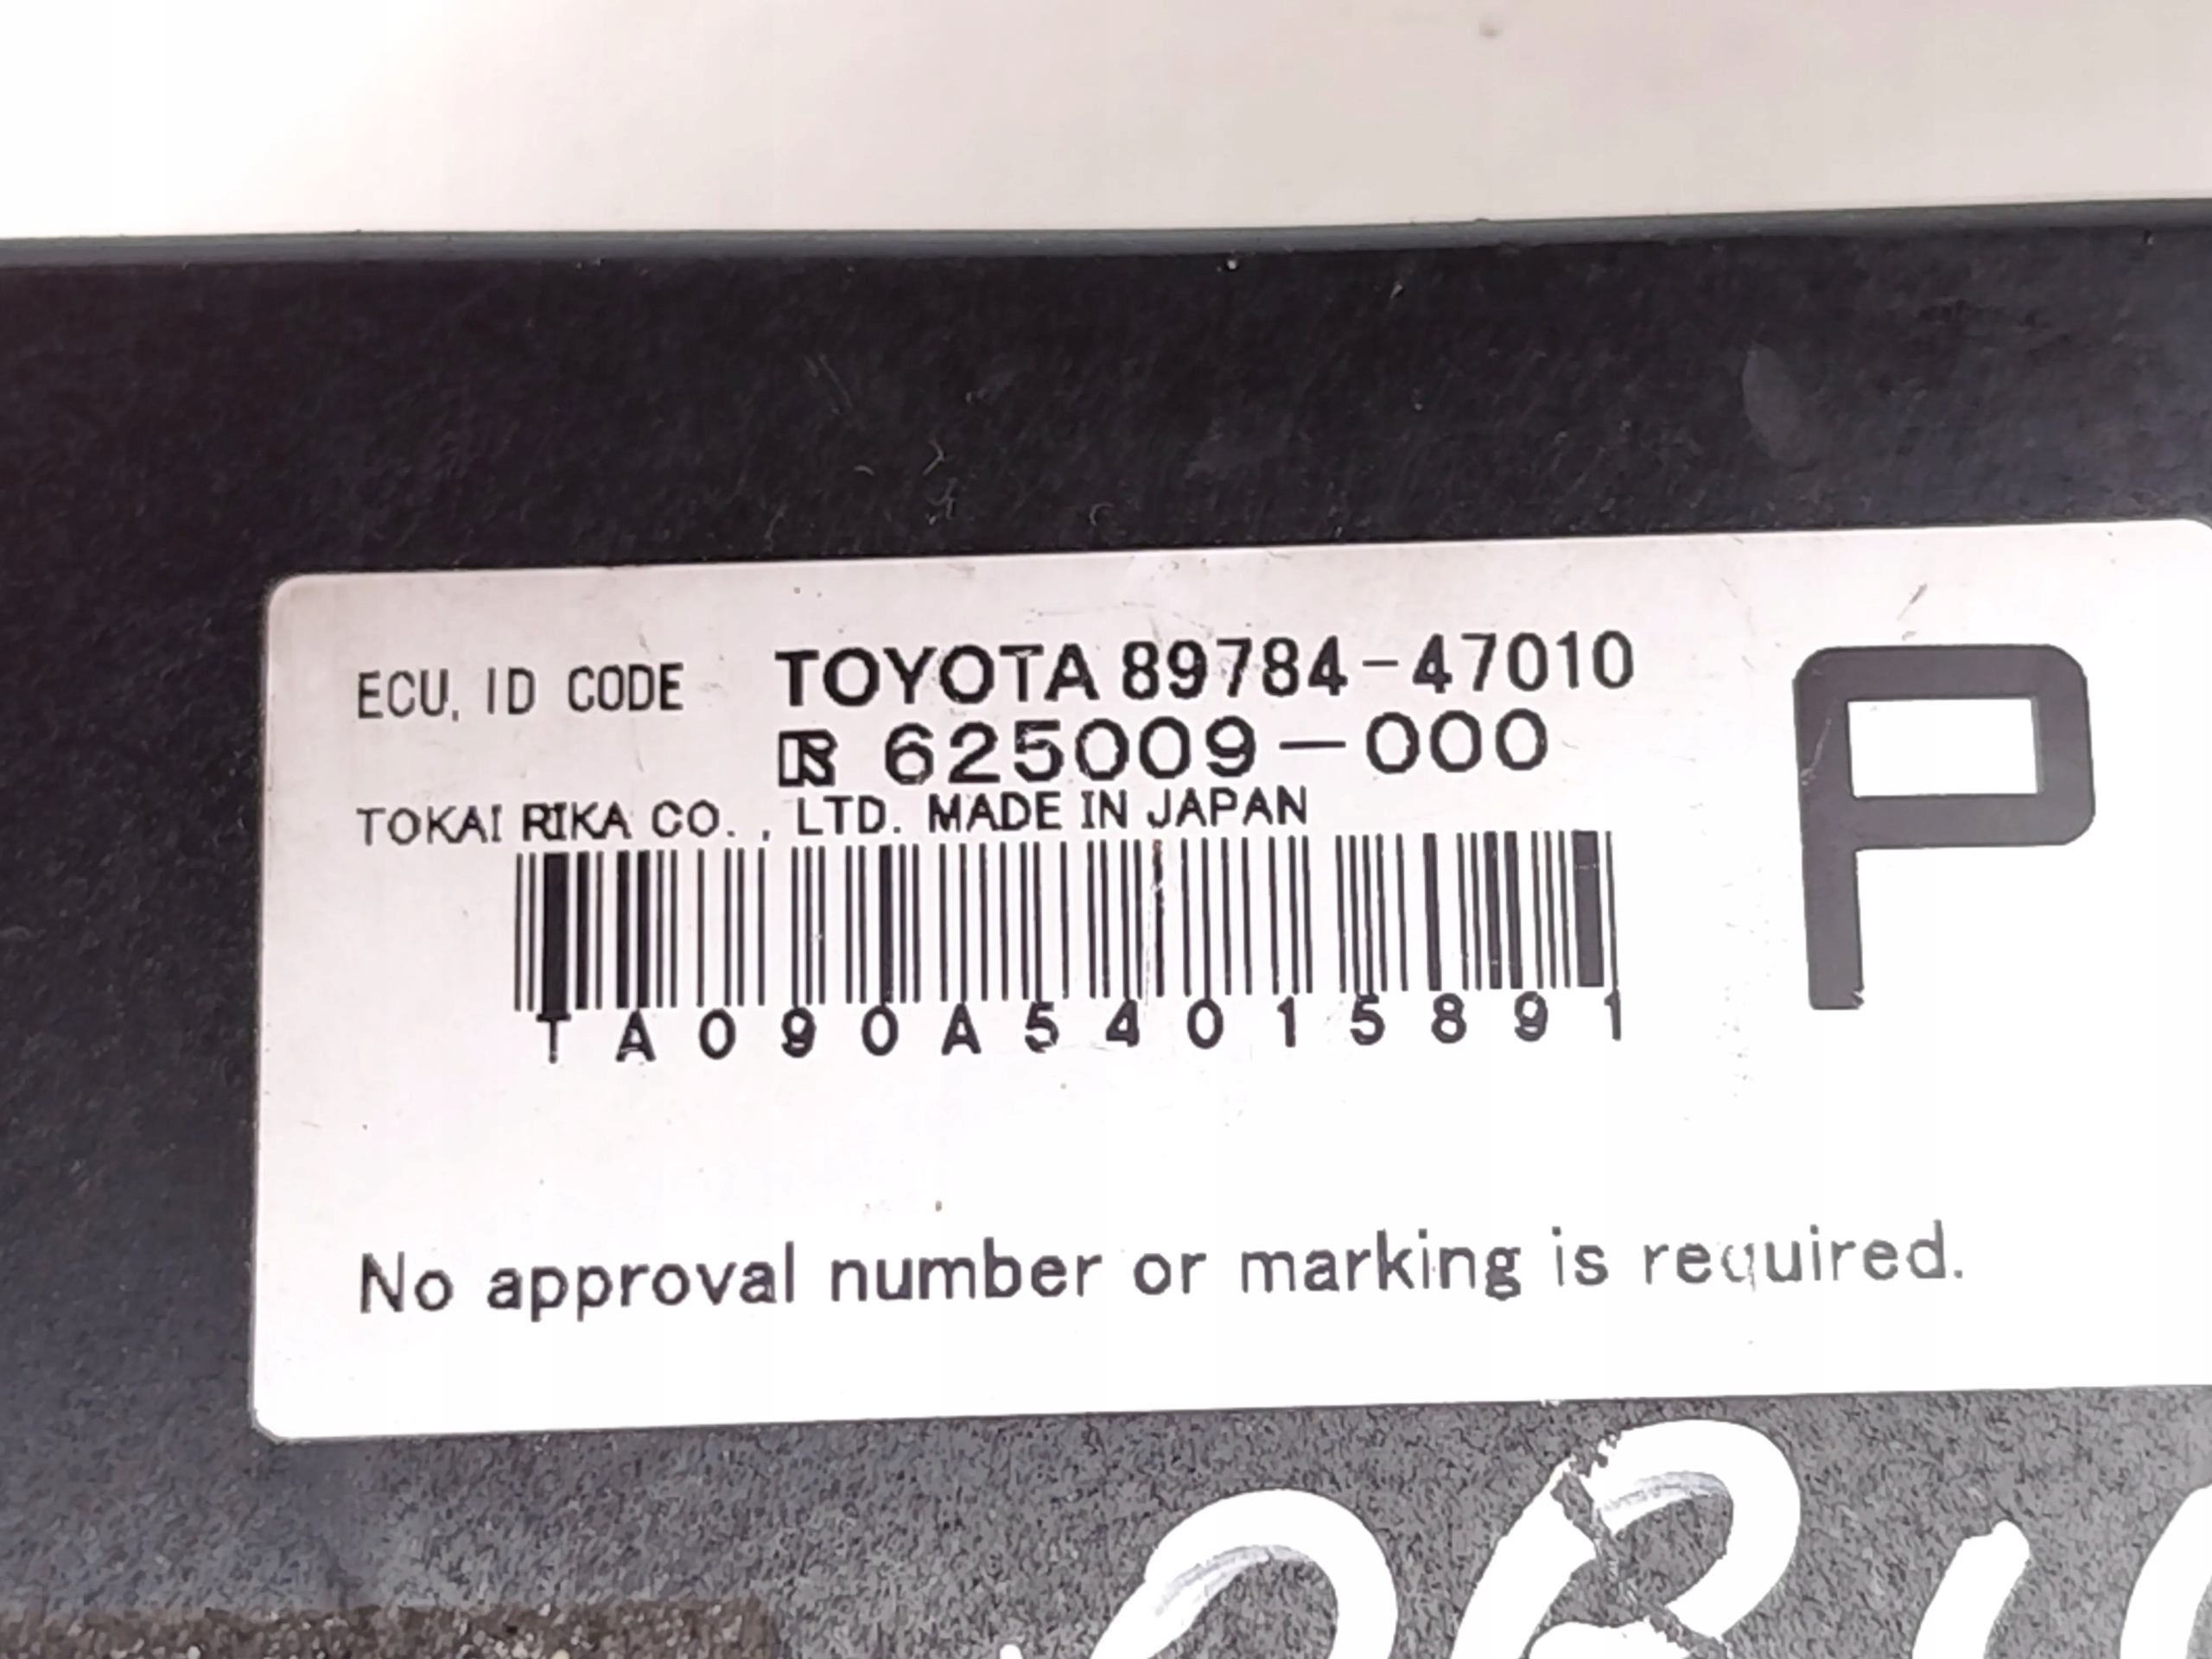 ECU, ID CODE TOYOTA 89784-47010
625009-000
TOKAI RIKA CO., LTD. MADE IN JAPAN
TA090A54015891
P
No approval number or marking is required.